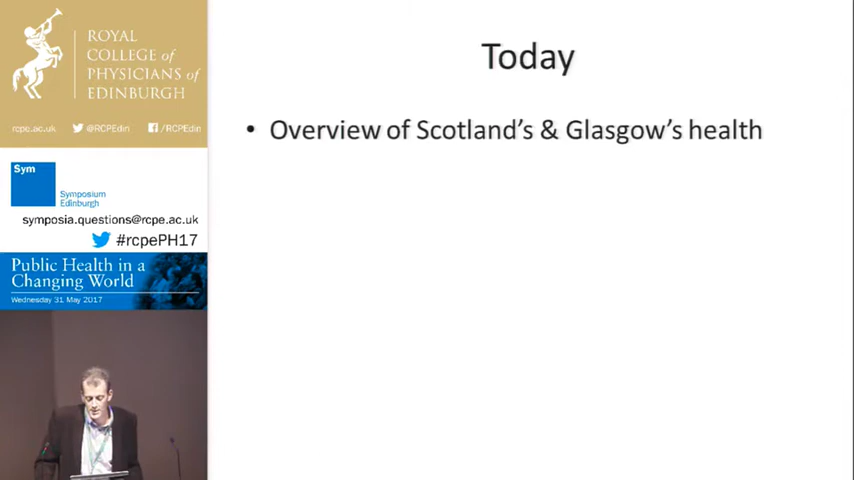 ROYAL
COLLEGE of
PHYSICIANS of
EDINBURGH
rcpe.ac.uk @RCPEdin /RCPEdin
Sym
Symposium
Edinburgh
symposia.questions@rcpe.ac.uk
#rcpePH17
Public Health in a
Changing World
Wednesday 31 May 2017
Today
• Overview of Scotland's & Glasgow's health